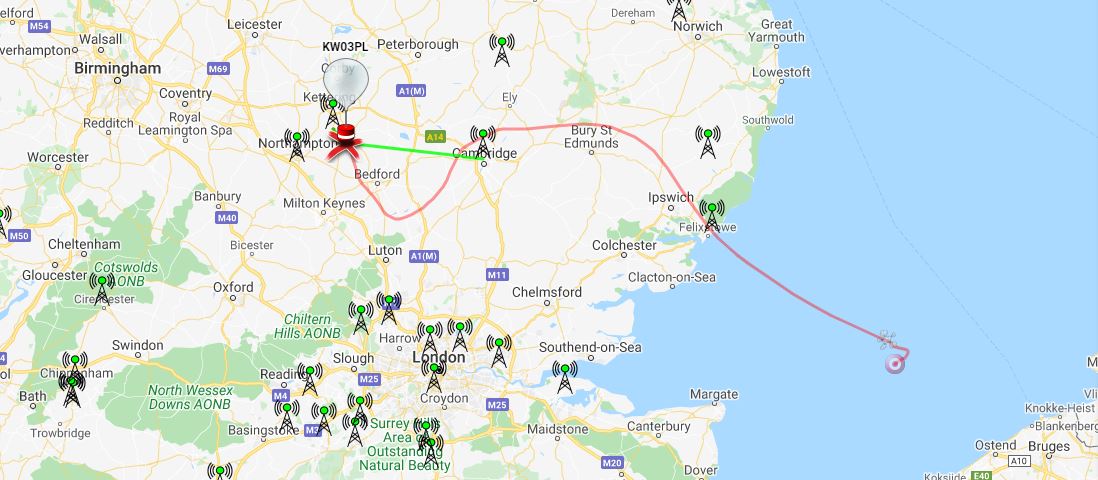 elford
M54
Leicester
Walsall
verhampton
Birmingham
M69
Coventry
Redditch
Royal
Leamington Spa
Worcester
KW03PL
Peterborough
Kettering
A1(M)
Ely
Dereham
Norwich
Great
Yarmouth
Lowestoft
Southwold
Northampton
A14
Cambridge
Bury St
Edmunds
Bedford
Ipswich
Felixstowe
Banbury
M40
Milton Keynes
M50
Cheltenham
Bicester
Luton
A1(M)
Colchester
Gloucester
Cotswolds
AONB
Cirencester
Oxford
M11
Clacton-on-Sea
Chelmsford
Chiltern
Hills AONB
Harrow
Swindon
Slough
London
Southend-on-Sea
Chippenham
Reading
M25
M4
Bath
North Wessex
Downs AONB
Croydon
M25
Margate
Trowbridge
Basingstoke
M3
Surrey Hills
Area of
Outstanding
Natural Beauty
Maidstone
Canterbury
M20
Dover
Knokke-Heist
Blankenberg
Ostend
Bruges
A10
Koksijde
E40